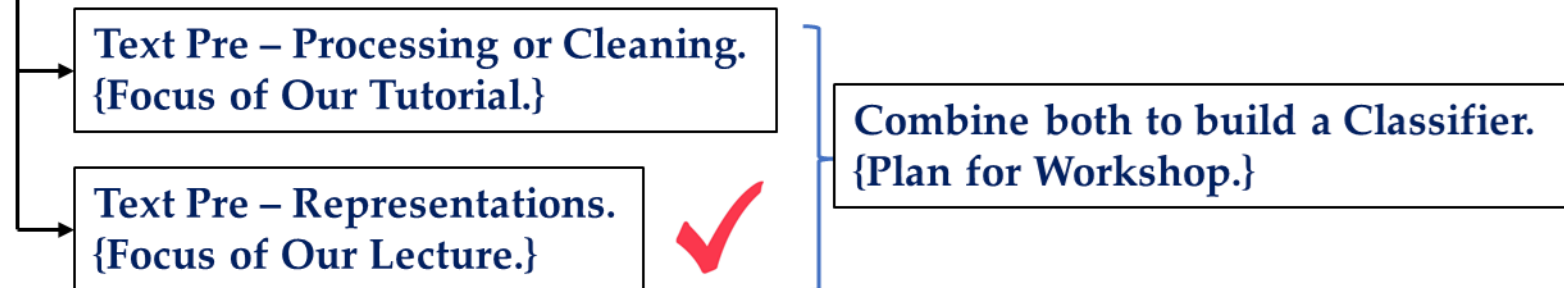 Text Pre – Processing or Cleaning.
{Focus of Our Tutorial.}
Combine both to build a Classifier.
{Plan for Workshop.}
Text Pre – Representations.
{Focus of Our Lecture.}